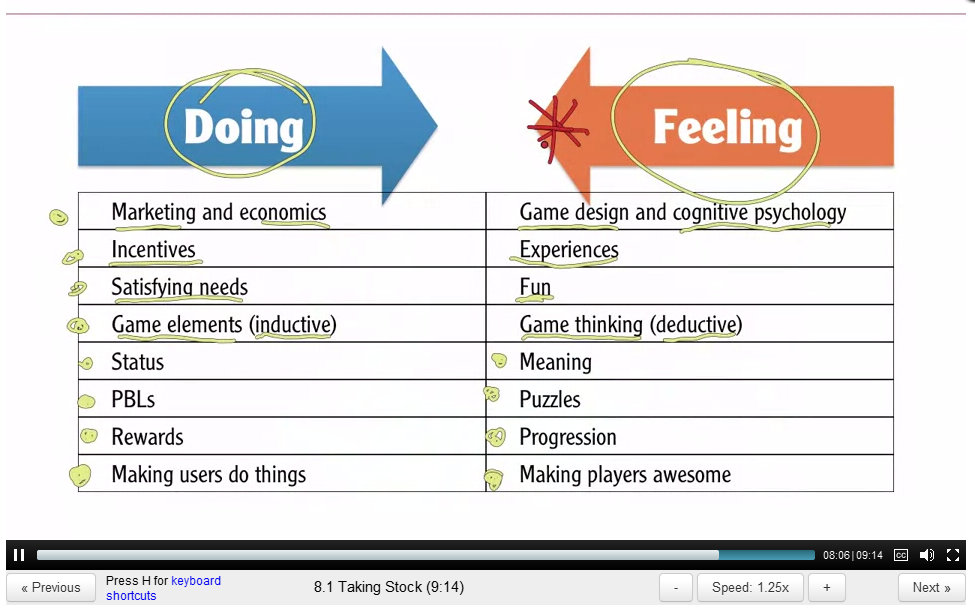 Doing Feeling
Marketing and economics Game design and cognitive psychology
Incentives Experiences
Satisfying needs Fun
Game elements (inductive) Game thinking (deductive)
Status Meaning
PBLs Puzzles
Rewards Progression
Making users do things Making players awesome
08:06|09:14 CC
« Previous Press H for keyboard
shortcuts 8.1 Taking Stock (9:14) - Speed: 1.25x + Next »